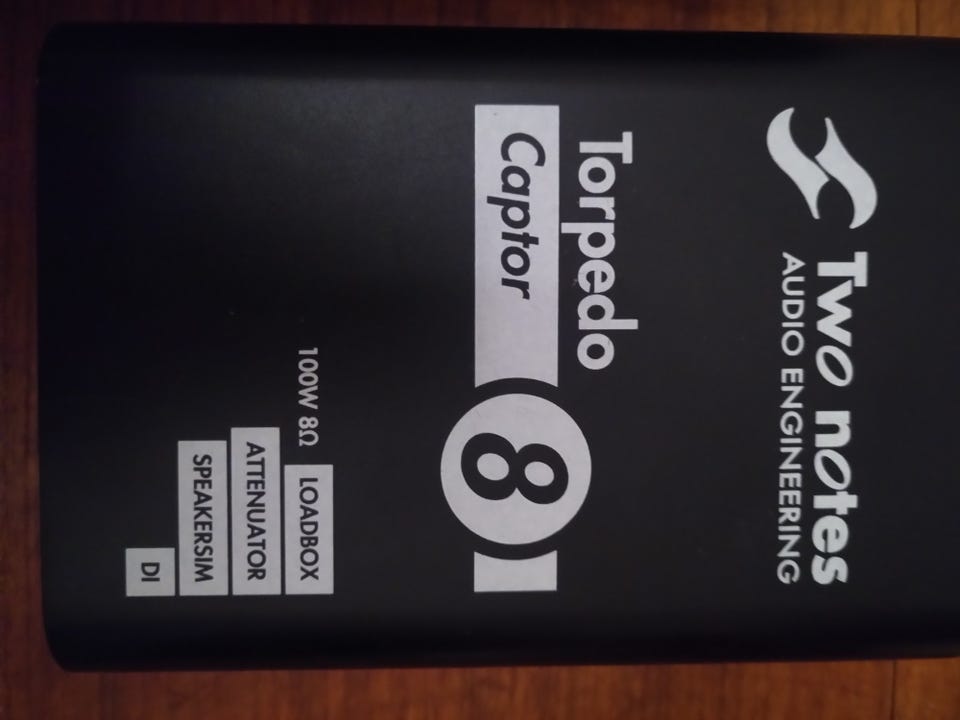 Two notes
AUDIO ENGINEERING
Torpedo
Captor 8
100W 8Ω LOADBOX
ATTENUATOR
SPEAKERSIM
DI